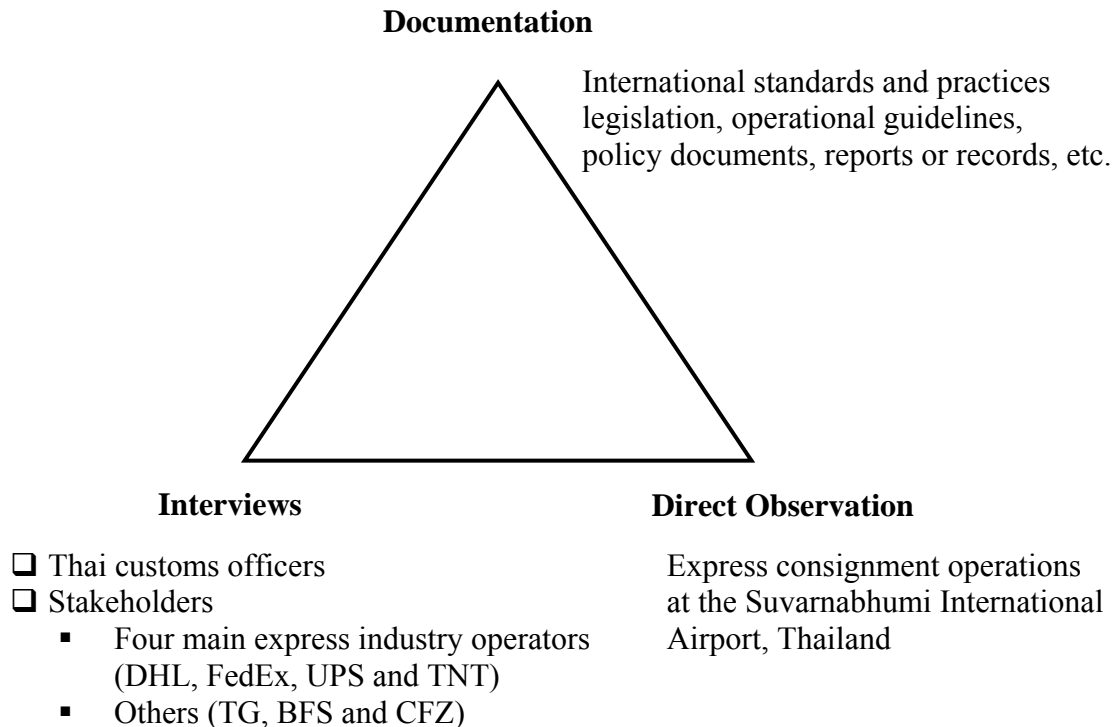 Documentation
International standards and practices
legislation, operational guidelines,
policy documents, reports or records, etc.
Interviews
❑ Thai customs officers
❑ Stakeholders
▪ Four main express industry operators
(DHL, FedEx, UPS and TNT)
▪ Others (TG, BFS and CFZ)
Direct Observation
Express consignment operations
at the Suvarnabhumi International
Airport, Thailand